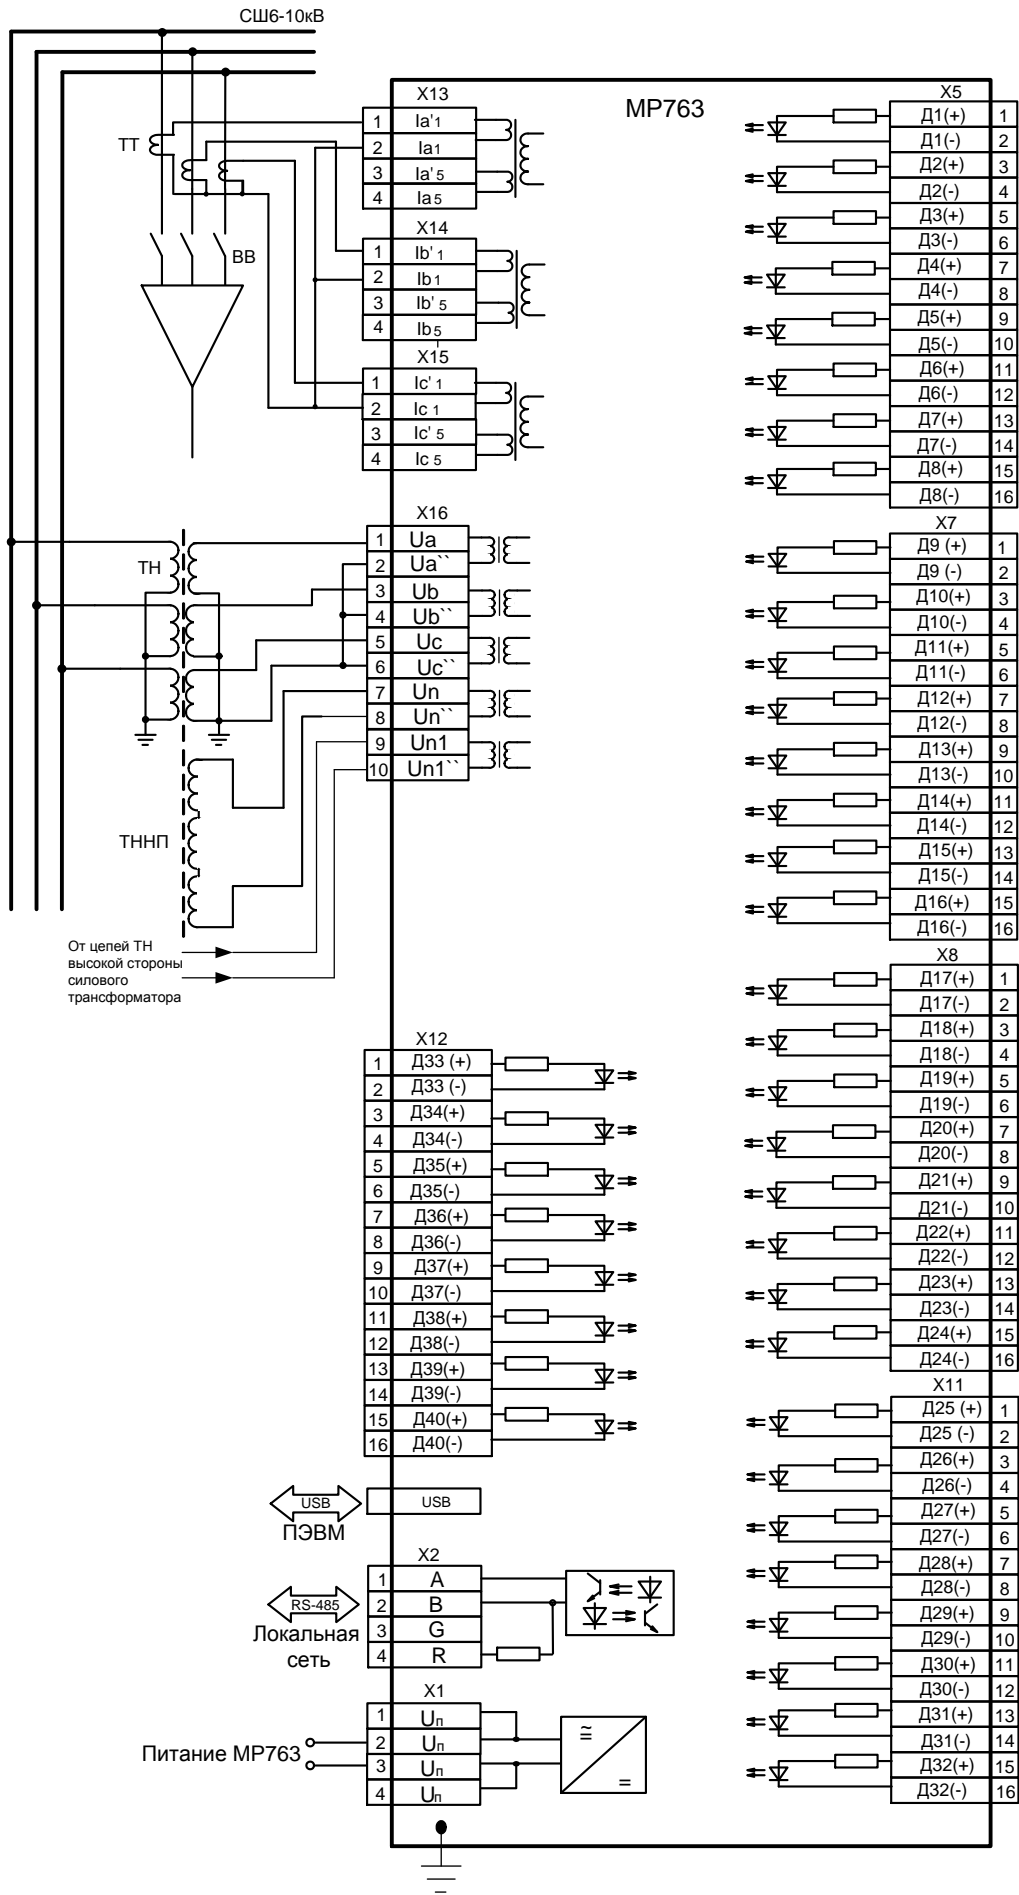 СШ6-10кВ
МР763
ТТ
ВВ
X13
1 Ia'1
2 Ia1
3 Ia'5
4 Ia5
X14
1 Ib'1
2 Ib1
3 Ib'5
4 Ib5
X15
1 Ic'1
2 Ic1
3 Ic'5
4 Ic5
X16
1 Ua
2 Ua``
3 Ub
4 Ub``
5 Uc
6 Uc``
7 Un
8 Un``
9 Un1
10 Un1``
ТН
ТННП
От цепей ТН
высокой стороны
силового
трансформатора
X12
1 Д33 (+)
2 Д33 (-)
3 Д34(+)
4 Д34(-)
5 Д35(+)
6 Д35(-)
7 Д36(+)
8 Д36(-)
9 Д37(+)
10 Д37(-)
11 Д38(+)
12 Д38(-)
13 Д39(+)
14 Д39(-)
15 Д40(+)
16 Д40(-)
USB
USB
ПЭВМ
X2
1 A
2 B
3 G
4 R
RS-485
Локальная
сеть
X1
1 Uп
2 Uп
3 Uп
4 Uп
Питание МР763
X5
Д1(+) 1
Д1(-) 2
Д2(+) 3
Д2(-) 4
Д3(+) 5
Д3(-) 6
Д4(+) 7
Д4(-) 8
Д5(+) 9
Д5(-) 10
Д6(+) 11
Д6(-) 12
Д7(+) 13
Д7(-) 14
Д8(+) 15
Д8(-) 16
X7
Д9 (+) 1
Д9 (-) 2
Д10(+) 3
Д10(-) 4
Д11(+) 5
Д11(-) 6
Д12(+) 7
Д12(-) 8
Д13(+) 9
Д13(-) 10
Д14(+) 11
Д14(-) 12
Д15(+) 13
Д15(-) 14
Д16(+) 15
Д16(-) 16
X8
Д17(+) 1
Д17(-) 2
Д18(+) 3
Д18(-) 4
Д19(+) 5
Д19(-) 6
Д20(+) 7
Д20(-) 8
Д21(+) 9
Д21(-) 10
Д22(+) 11
Д22(-) 12
Д23(+) 13
Д23(-) 14
Д24(+) 15
Д24(-) 16
X11
Д25 (+) 1
Д25 (-) 2
Д26(+) 3
Д26(-) 4
Д27(+) 5
Д27(-) 6
Д28(+) 7
Д28(-) 8
Д29(+) 9
Д29(-) 10
Д30(+) 11
Д30(-) 12
Д31(+) 13
Д31(-) 14
Д32(+) 15
Д32(-) 16